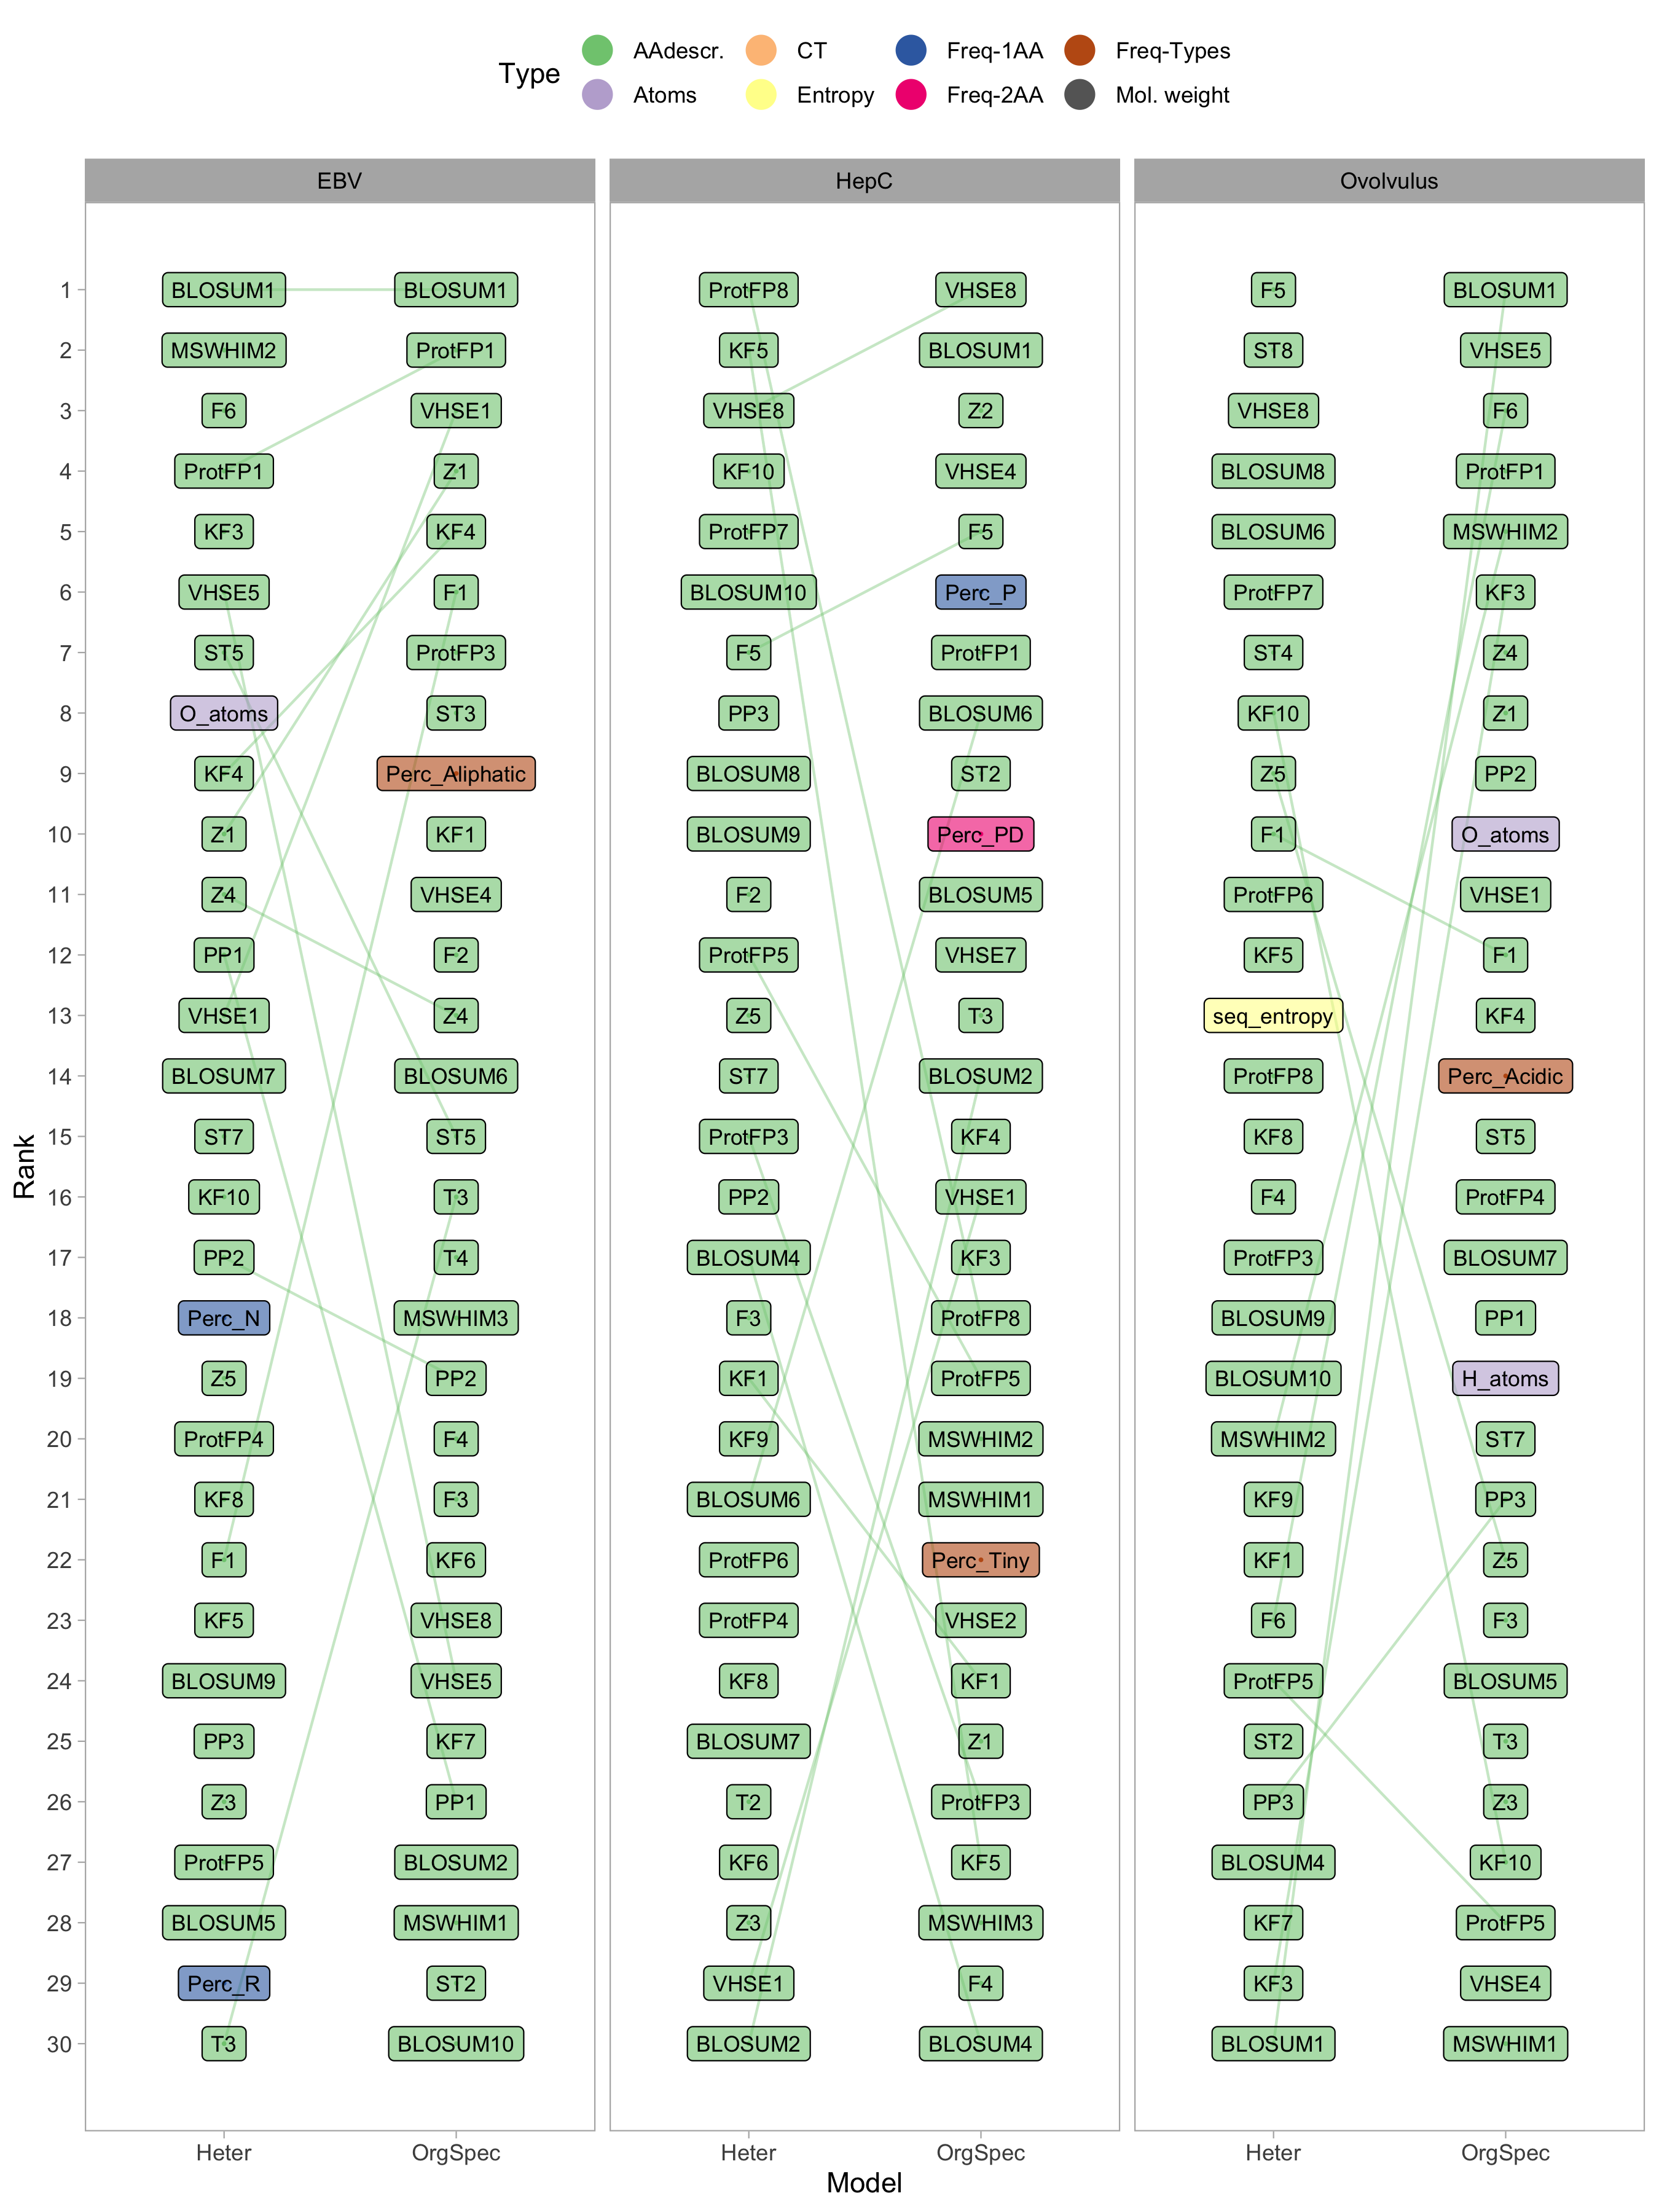 Type
AAdescr. CT Freq-1AA Freq-Types
Atoms Entropy Freq-2AA Mol. weight
EBV HepC Ovolvulus
Rank
1 BLOSUM1 BLOSUM1 ProtFP8 VHSE8 F5 BLOSUM1
2 MSWHIM2 ProtFP1 KF5 BLOSUM1 ST8 VHSE5
3 F6 VHSE1 VHSE8 Z2 VHSE8 F6
4 ProtFP1 Z1 KF10 VHSE4 BLOSUM8 ProtFP1
5 KF3 KF4 ProtFP7 F5 BLOSUM6 MSWHIM2
6 VHSE5 F1 BLOSUM10 Perc_P ProtFP7 KF3
7 ST5 ProtFP3 F5 ProtFP1 ST4 Z4
8 O_atoms ST3 PP3 BLOSUM6 KF10 Z1
9 KF4 Perc_Aliphatic BLOSUM8 ST2 Z5 PP2
10 Z1 KF1 BLOSUM9 Perc_PD F1 O_atoms
11 Z4 VHSE4 F2 BLOSUM5 ProtFP6 VHSE1
12 PP1 F2 ProtFP5 VHSE7 KF5 F1
13 VHSE1 Z4 Z5 T3 seq_entropy KF4
14 BLOSUM7 BLOSUM6 ST7 BLOSUM2 ProtFP8 Perc_Acidic
15 ST7 ST5 ProtFP3 KF4 KF8 ST5
16 KF10 T3 PP2 VHSE1 F4 ProtFP4
17 PP2 T4 BLOSUM4 KF3 ProtFP3 BLOSUM7
18 Perc_N MSWHIM3 F3 ProtFP8 BLOSUM9 PP1
19 Z5 PP2 KF1 ProtFP5 BLOSUM10 H_atoms
20 ProtFP4 F4 KF9 MSWHIM2 MSWHIM2 ST7
21 KF8 F3 BLOSUM6 MSWHIM1 KF9 PP3
22 F1 KF6 ProtFP6 Perc_Tiny KF1 Z5
23 KF5 VHSE8 ProtFP4 VHSE2 F6 F3
24 BLOSUM9 VHSE5 KF8 KF1 ProtFP5 BLOSUM5
25 PP3 KF7 BLOSUM7 Z1 ST2 T3
26 Z3 PP1 T2 ProtFP3 PP3 Z3
27 ProtFP5 BLOSUM2 KF6 KF5 BLOSUM4 KF10
28 BLOSUM5 MSWHIM1 Z3 MSWHIM3 KF7 ProtFP5
29 Perc_R ST2 VHSE1 F4 KF3 VHSE4
30 T3 BLOSUM10 BLOSUM2 BLOSUM4 BLOSUM1 MSWHIM1
Heter OrgSpec Heter OrgSpec Heter OrgSpec
Model